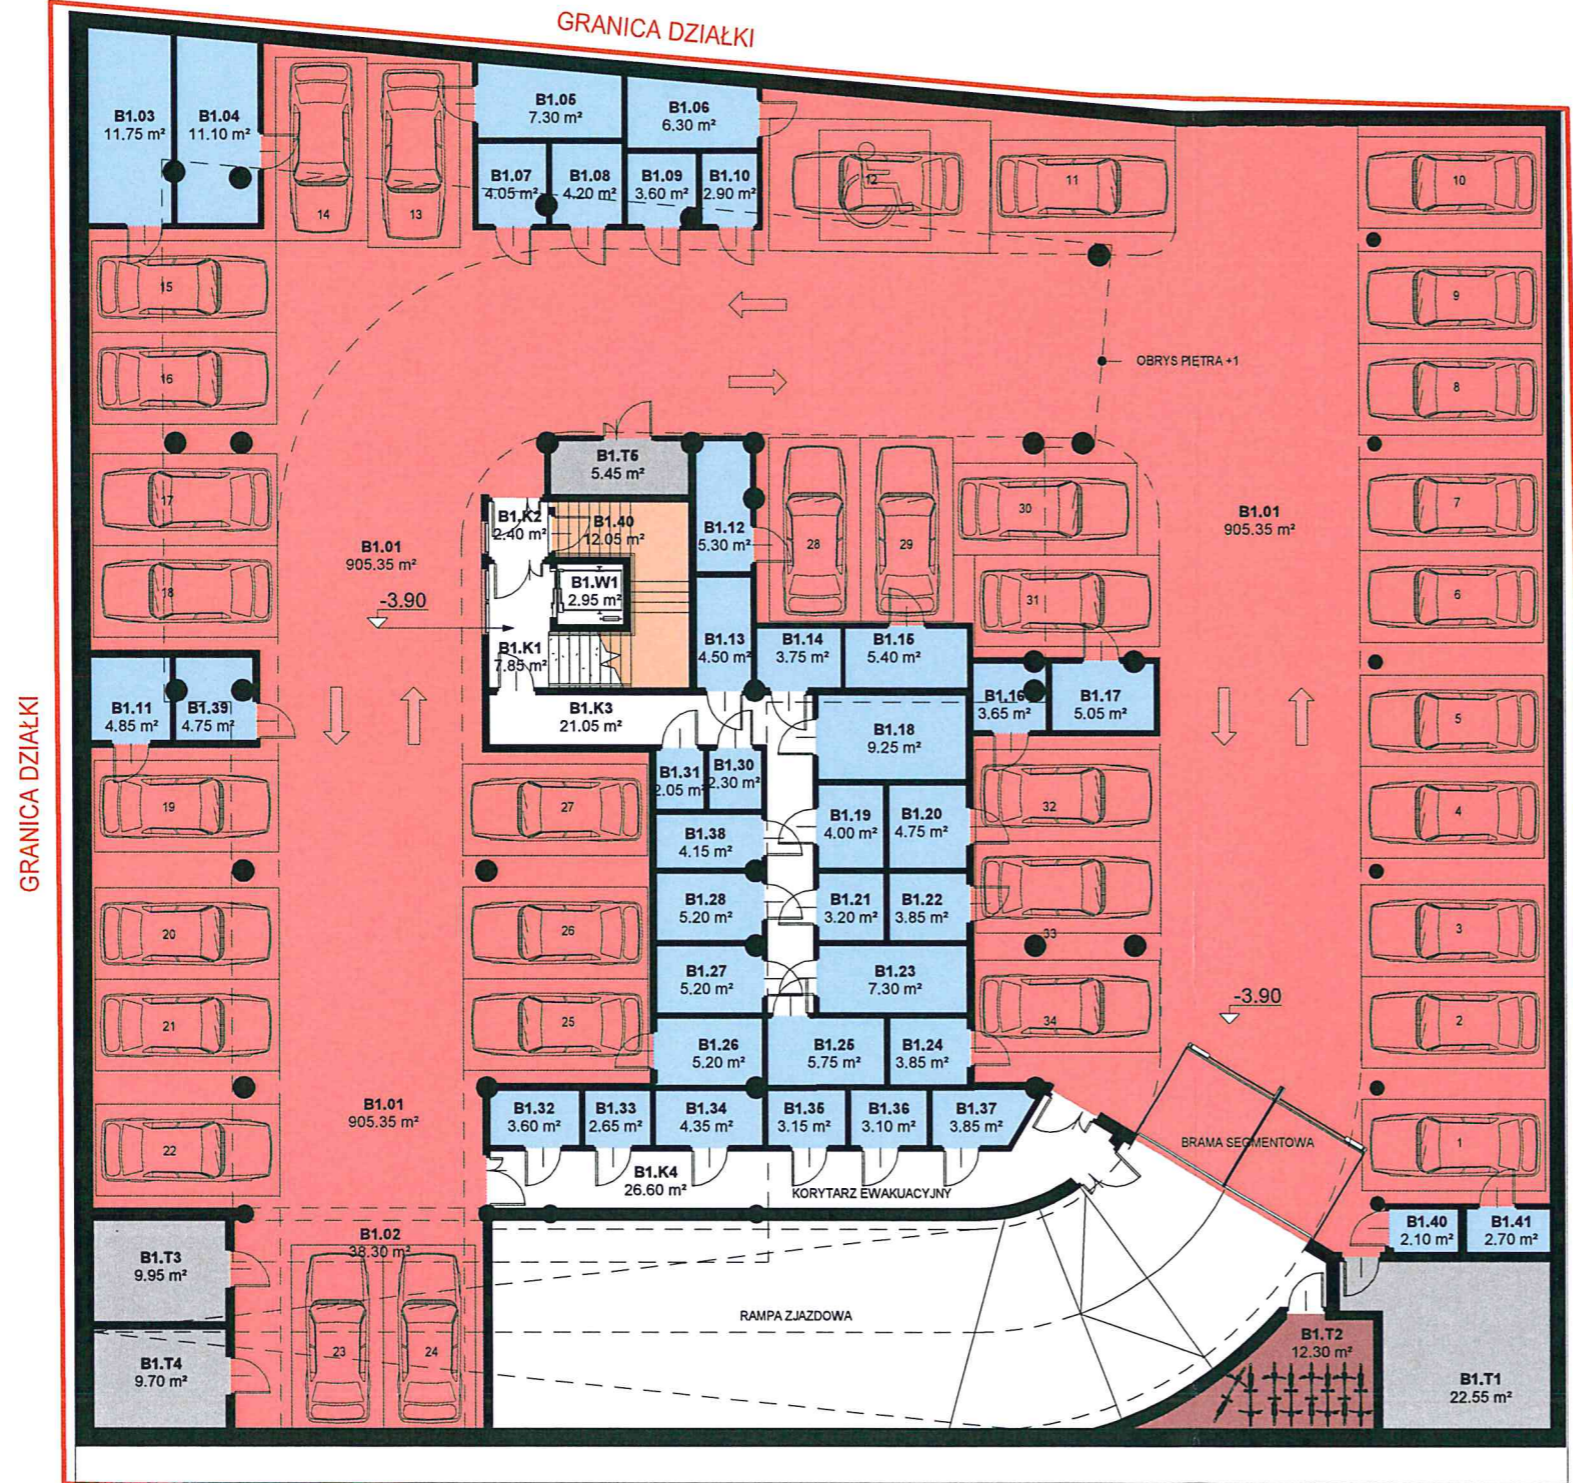 GRANICA DZIAŁKI
B1.03
11.75 m²
B1.04
11.10 m²
14
13
B1.05
7.30 m²
B1.06
6.30 m²
B1.07
4.05 m²
B1.08
4.20 m²
B1.09
3.60 m²
B1.10
2.90 m²
12
11
10
15
9
16
OBRYS PIĘTRA +1
8
B1.T5
5.45 m²
17
B1.K2
2.40 m²
B1.40
12.05 m²
B1.12
5.30 m²
28
29
30
B1.01
905.35 m²
7
B1.01
905.35 m²
18
-3.90
B1.W1
2.95 m²
31
6
B1.K1
7.85 m²
B1.13
4.50 m²
B1.14
3.75 m²
B1.15
5.40 m²
GRANICA DZIAŁKI
B1.11
4.85 m²
B1.39
4.75 m²
B1.K3
21.05 m²
B1.16
3.65 m²
B1.17
5.05 m²
B1.18
9.25 m²
5
19
27
B1.31
2.05 m²
B1.30
2.30 m²
B1.19
4.00 m²
B1.20
4.75 m²
32
4
B1.38
4.15 m²
20
26
B1.28
5.20 m²
B1.21
3.20 m²
B1.22
3.85 m²
33
3
B1.27
5.20 m²
B1.23
7.30 m²
-3.90
21
25
34
2
B1.26
5.20 m²
B1.25
5.75 m²
B1.24
3.85 m²
B1.01
905.35 m²
22
B1.32
3.60 m²
B1.33
2.65 m²
B1.34
4.35 m²
B1.35
3.15 m²
B1.36
3.10 m²
B1.37
3.85 m²
BRAMA SEGMENTOWA
1
B1.K4
26.60 m²
KORYTARZ EWAKUACYJNY
B1.02
38.30 m²
B1.40
2.10 m²
B1.41
2.70 m²
B1.T3
9.95 m²
RAMPA ZJAZDOWA
B1.T4
9.70 m²
23
24
B1.T2
12.30 m²
B1.T1
22.55 m²